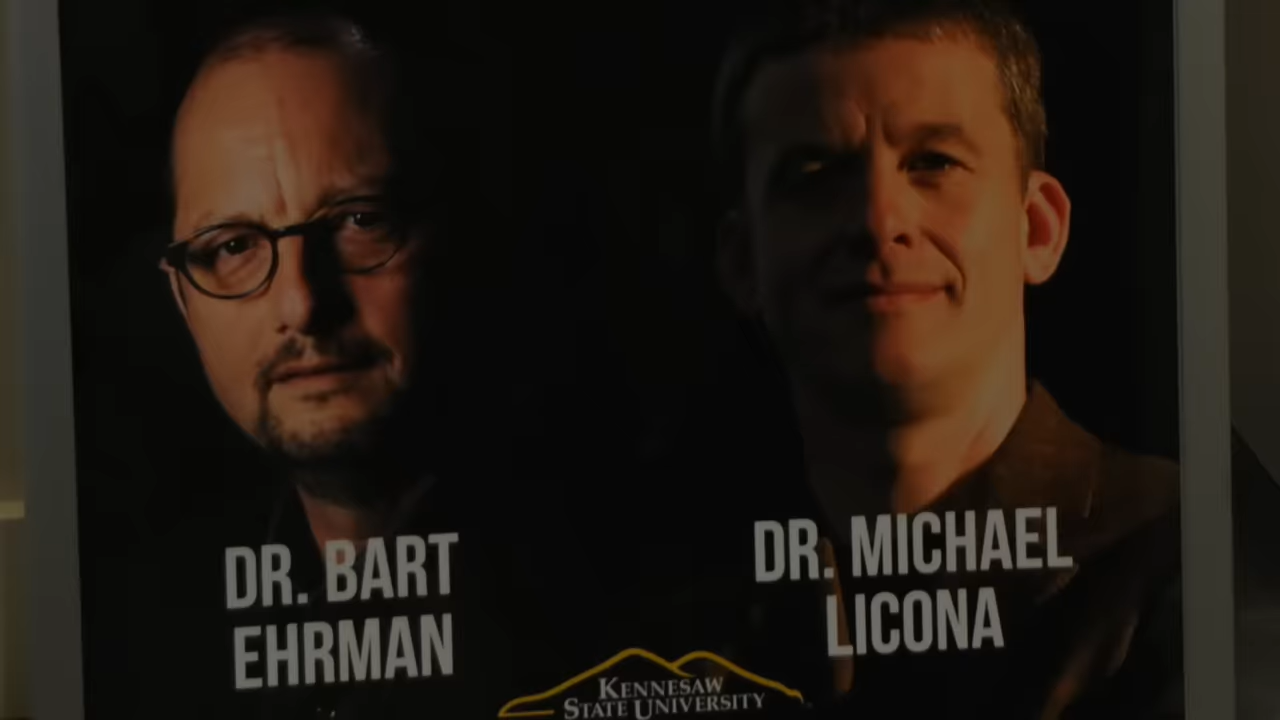 DR. BART
EHRMAN
DR. MICHAEL
LICONA
KENNESAW
STATE UNIVERSITY